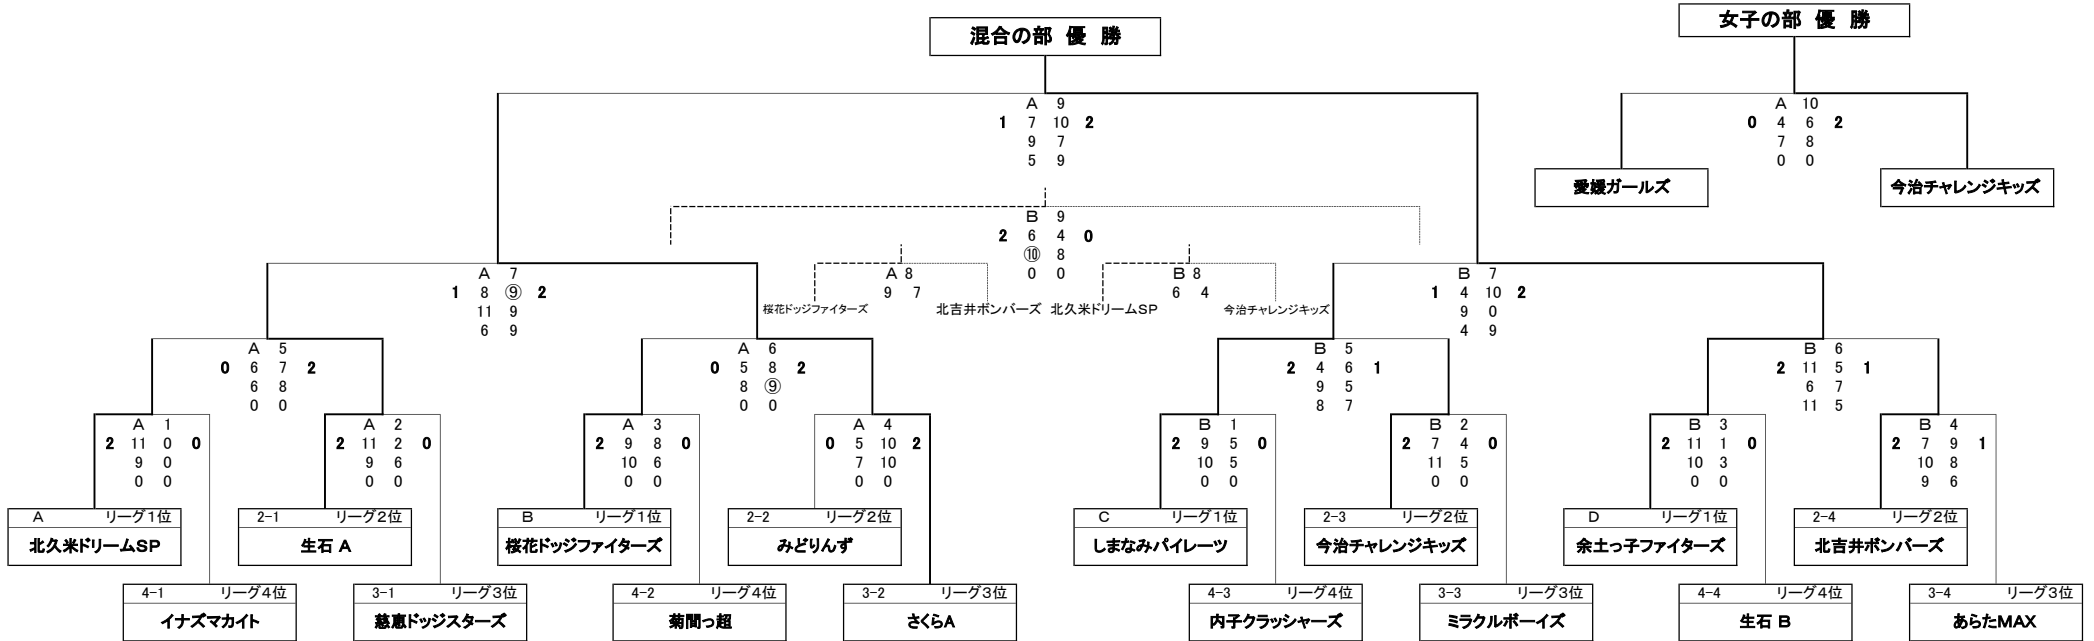 女子の部 優 勝
混合の部 優 勝
A 9
1 7 10 2
9 7
5 9
A 10
0 4 6 2
7 8
0 0
愛媛ガールズ 今治チャレンジキッズ
B 9
2 6 4 0
⑩ 8
0 0
A 7
1 8 ⑨ 2
11 9
6 9
A 8
9 7
桜花ドッジファイターズ 北吉井ボンバーズ
B 8
6 4
北久米ドリームSP 今治チャレンジキッズ
B 7
1 4 10 2
9 0
4 9
A 5
0 6 7 2
6 8
0 0
A 6
0 5 8 2
8 ⑨
0 0
B 5
2 4 6 1
9 5
8 7
B 6
2 11 5 1
6 7
11 5
A 1
2 11 0 0
9 0
0 0
A 2
2 11 2 0
9 6
0 0
A 3
2 9 8 0
10 6
0 0
A 4
0 5 10 2
7 10
0 0
B 1
2 9 5 0
10 5
0 0
B 2
2 7 4 0
11 5
0 0
B 3
2 11 1 0
10 3
0 0
B 4
2 7 9 1
10 8
9 6
A リーグ1位
北久米ドリームSP
2-1 リーグ2位
生石 A
B リーグ1位
桜花ドッジファイターズ
2-2 リーグ2位
みどりんず
C リーグ1位
しまなみパイレーツ
2-3 リーグ2位
今治チャレンジキッズ
D リーグ1位
余土っ子ファイターズ
2-4 リーグ2位
北吉井ボンバーズ
4-1 リーグ4位
イナズマカイト
3-1 リーグ3位
慈恵ドッジスターズ
4-2 リーグ4位
菊間っ超
3-2 リーグ3位
さくらA
4-3 リーグ4位
内子クラッシャーズ
3-3 リーグ3位
ミラクルボーイズ
4-4 リーグ4位
生石 B
3-4 リーグ3位
あらたMAX